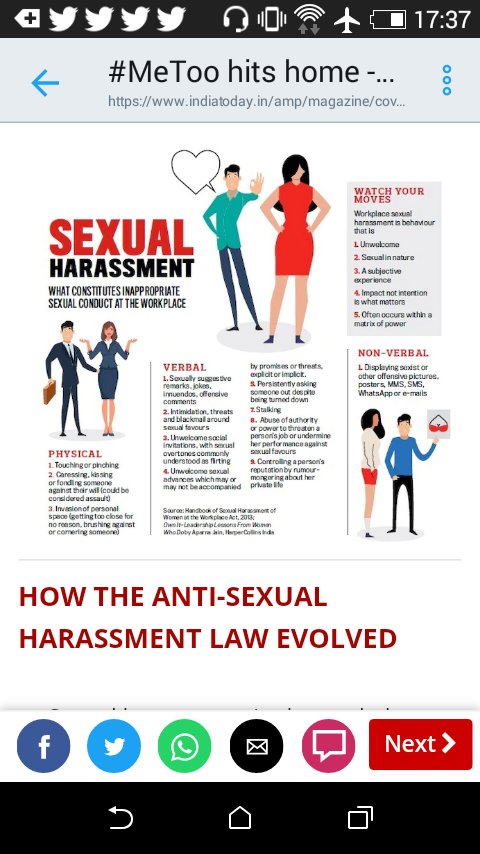 17:37
#MeToo hits home -...
https://www.indiatoday.in/amp/magazine/cov...
SEXUAL
HARASSMENT
WHAT CONSTITUTES INAPPROPRIATE
SEXUAL CONDUCT AT THE WORKPLACE
WATCH YOUR
MOVES
Workplace sexual
harassment is behaviour
that is
1. Unwelcome
2. Sexual in nature
3. A subjective
experience
4. Impact not intention
is what matters
5. Often occurs within a
matrix of power
PHYSICAL
1. Touching or pinching
2. Caressing, kissing
or fondling someone
against their will (could be
considered assault)
3. Invasion of personal
space (getting too close for
no reason, brushing against
or cornering someone)
VERBAL
1. Sexually suggestive
remarks, jokes,
innuendos, offensive
comments
2. Intimidation, threats
and blackmail around
sexual favours
3. Unwelcome social
invitations, with sexual
overtones commonly
understood as flirting
4. Unwelcome sexual
advances which may or
may not be accompanied
by promises or threats,
explicit or implicit.
5. Persistently asking
someone out despite
being turned down
7. Stalking
8. Abuse of authority
or power to threaten a
person's job or undermine
her performance against
sexual favours
9. Controlling a person's
reputation by rumour-
mongering about her
private life
Source: Handbook of Sexual Harassment of
Women at the Workplace Act, 2013;
Own It-Leadership Lessons From Women
Who Do by Aparna Jain, HarperCollins India
NON-VERBAL
1. Displaying sexist or
other offensive pictures,
posters, MMS, SMS,
WhatsApp or e-mails
HOW THE ANTI-SEXUAL
HARASSMENT LAW EVOLVED
Next